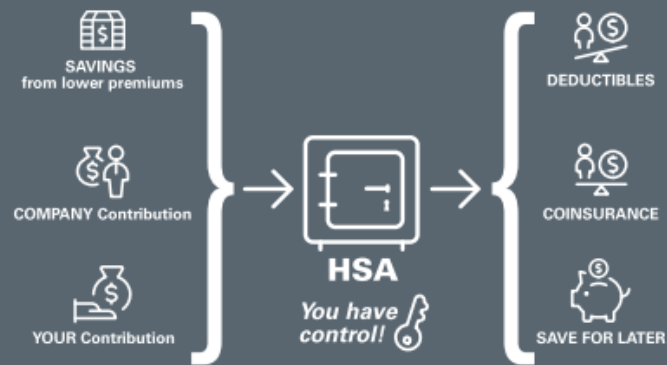 SAVINGS
from lower premiums
COMPANY Contribution
YOUR Contribution
HSA
You have
control!
DEDUCTIBLES
COINSURANCE
SAVE FOR LATER